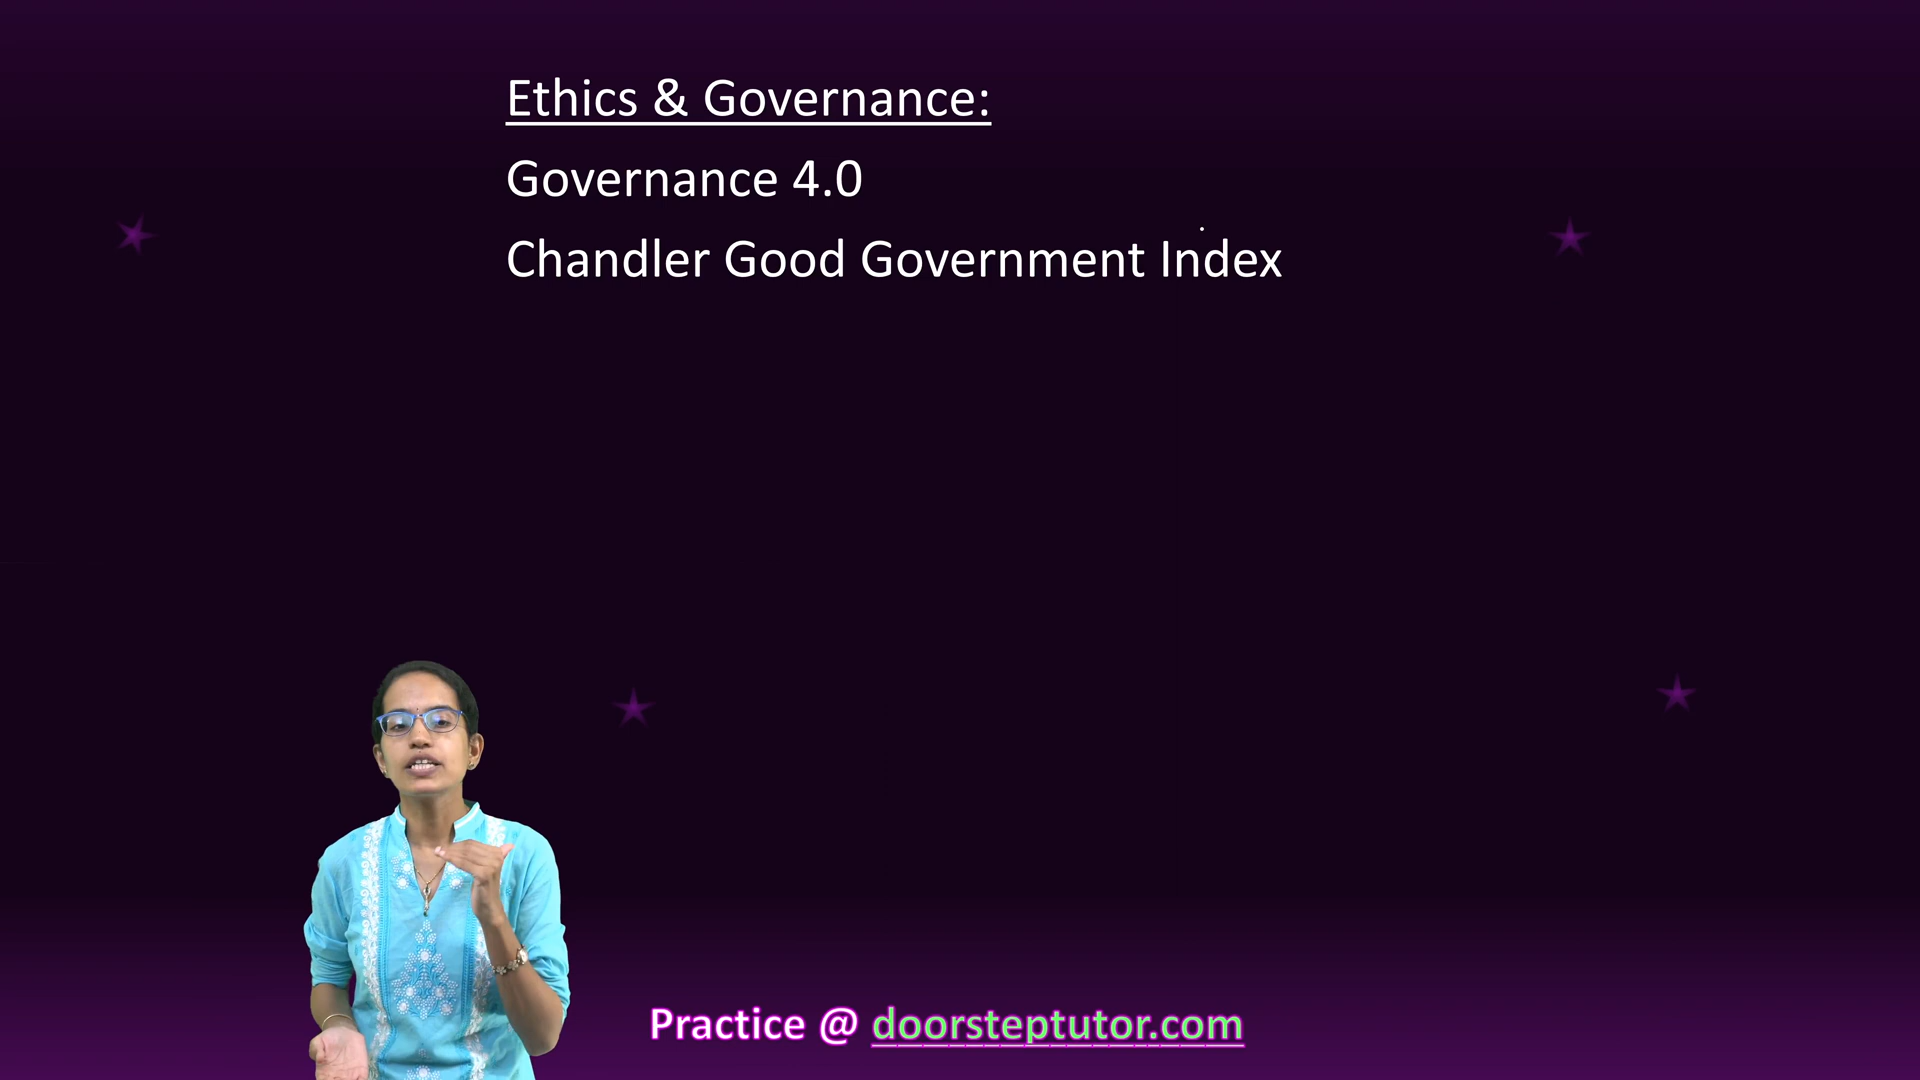 Ethics & Governance:
Governance 4.0
Chandler Good Government Index
Practice @ doorsteptutor.com